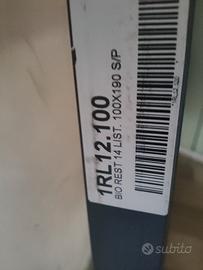 1RL12.100
BIO REST 14 LIST. 100X190 S/P
subito